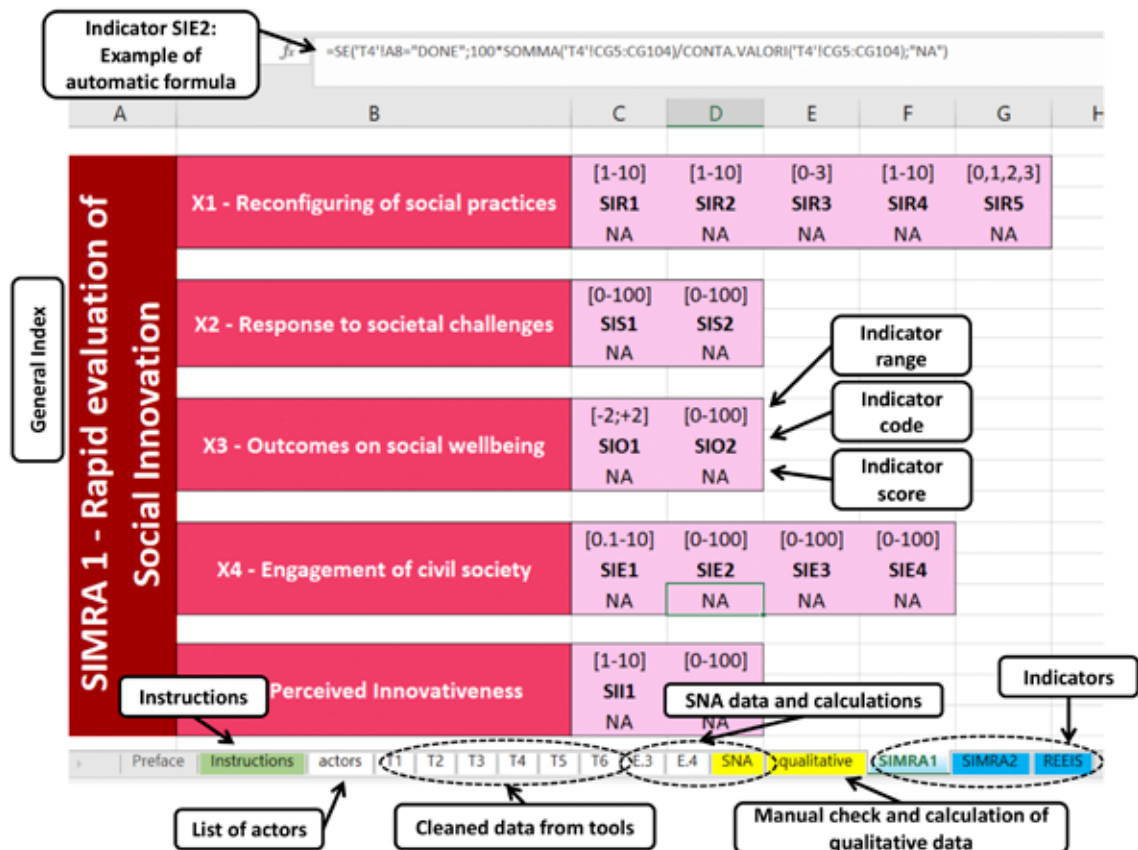 Indicator SIE2:
Example of
automatic formula
fx =SE('T4'!A8="DONE";100*SOMMA('T4'!CG5:CG104)/CONTA.VALORI('T4'!CG5:CG104);"NA")
A B C D E F G H
General Index
SIMRA 1 - Rapid evaluation of
Social Innovation
X1 - Reconfiguring of social practices
[1-10] [1-10] [0-3] [1-10] [0,1,2,3]
SIR1 SIR2 SIR3 SIR4 SIR5
NA NA NA NA NA
X2 - Response to societal challenges
[0-100] [0-100]
SIS1 SIS2
NA NA
Indicator
range
X3 - Outcomes on social wellbeing
[-2;+2] [0-100]
SIO1 SIO2
NA NA
Indicator
code
Indicator
score
X4 - Engagement of civil society
[0.1-10] [0-100] [0-100] [0-100]
SIE1 SIE2 SIE3 SIE4
NA NA NA NA
Perceived Innovativeness
[1-10] [0-100]
SII1
NA NA
Instructions
SNA data and calculations
Indicators
Preface Instructions actors T1 T2 T3 T4 T5 T6 E.3 E.4 SNA qualitative SIMRA1 SIMRA2 REEIS
List of actors
Cleaned data from tools
Manual check and calculation of
qualitative data